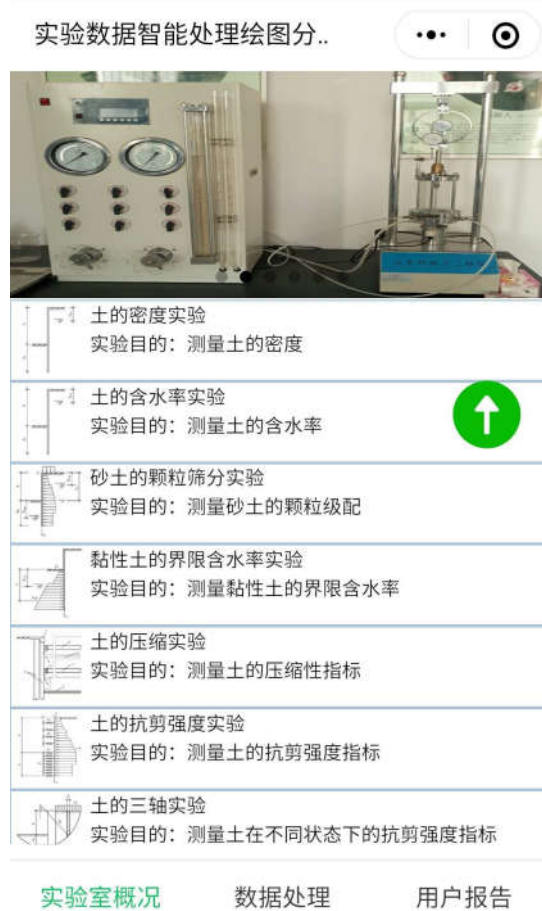 实验数据智能处理绘图分..
土的密度实验
实验目的：测量土的密度
土的含水率实验
实验目的：测量土的含水率
砂土的颗粒筛分实验
实验目的：测量砂土的颗粒级配
黏性土的界限含水率实验
实验目的：测量黏性土的界限含水率
土的压缩实验
实验目的：测量土的压缩性指标
土的抗剪强度实验
实验目的：测量土的抗剪强度指标
土的三轴实验
实验目的：测量土在不同状态下的抗剪强度指标
实验室概况
数据处理
用户报告